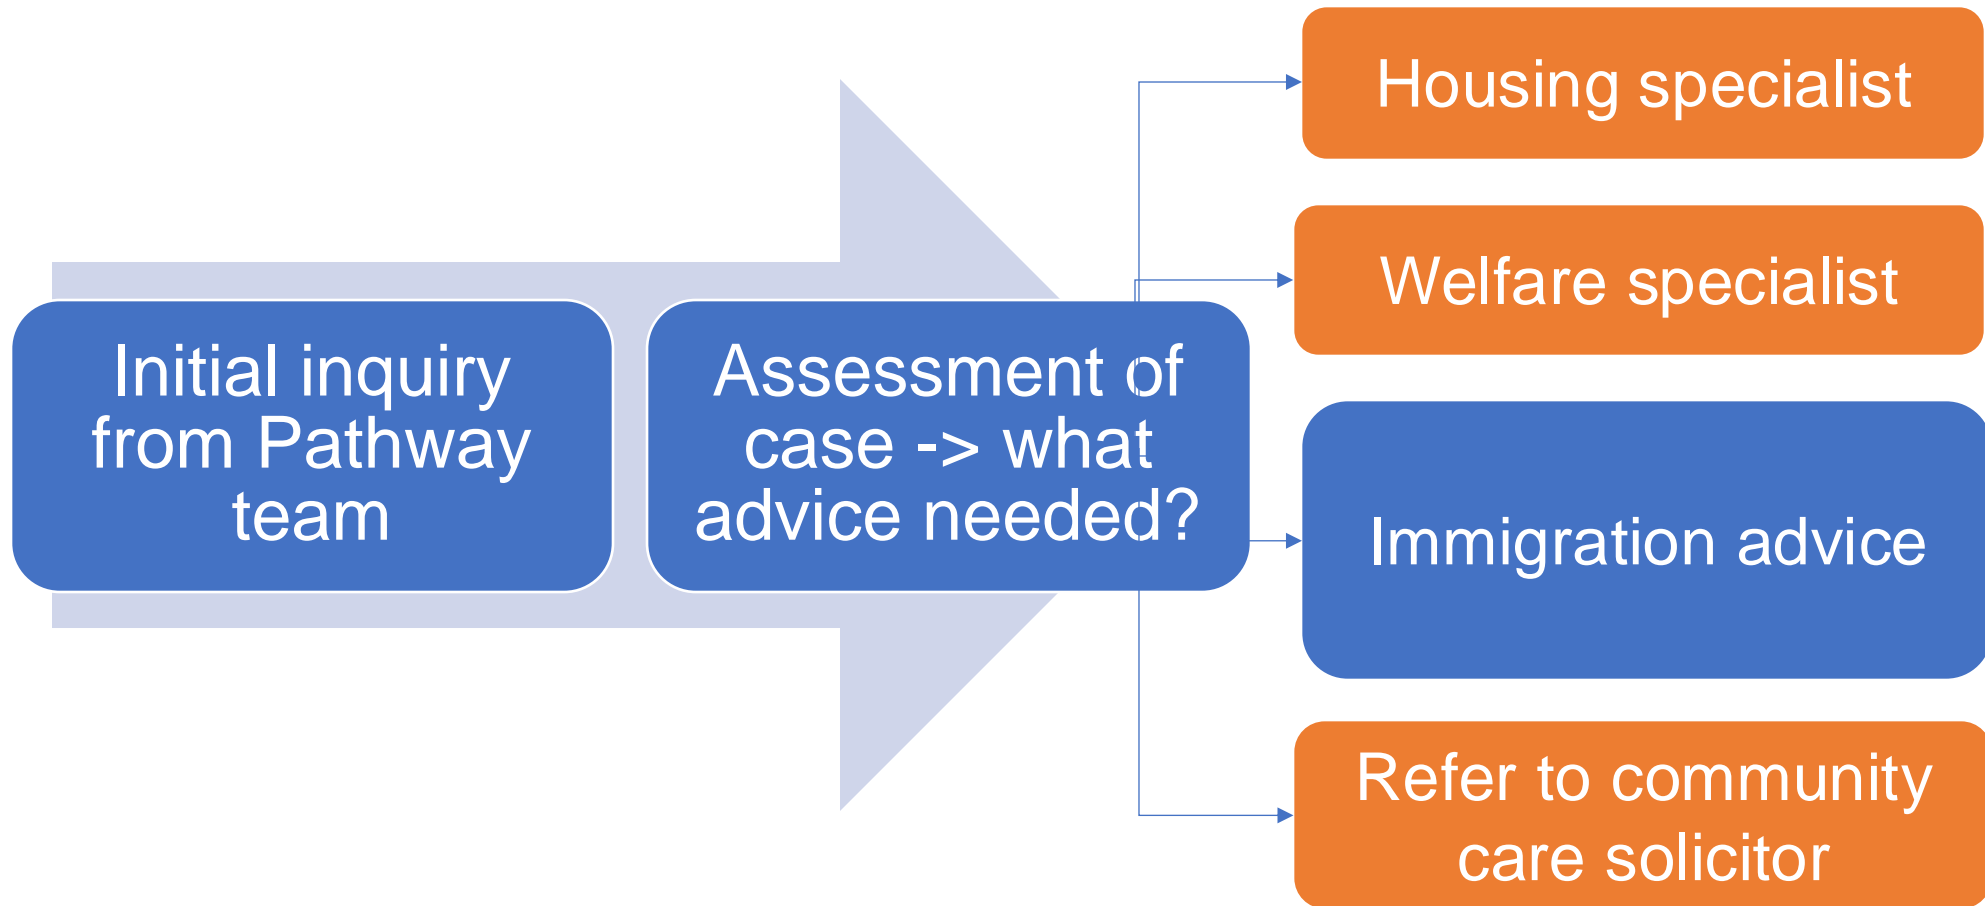 Initial inquiry
from Pathway
team
Assessment of
case -> what
advice needed?
Housing specialist
Welfare specialist
Immigration advice
Refer to community
care solicitor